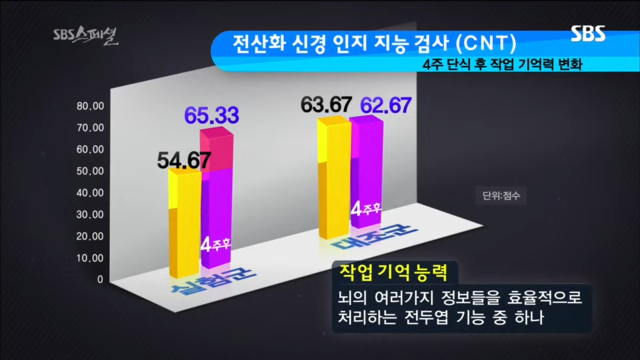 SBS스페셜
전산화 신경 인지 지능 검사 (CNT)
SBS
4주 단식 후 작업 기억력 변화
80.00
70.00
60.00
50.00
40.00
30.00
20.00
10.00
0
54.67
65.33
63.67
62.67
4주후
4주후
단위:점수
실험군
대조군
작업 기억 능력
뇌의 여러가지 정보들을 효율적으로
처리하는 전두엽 기능 중 하나